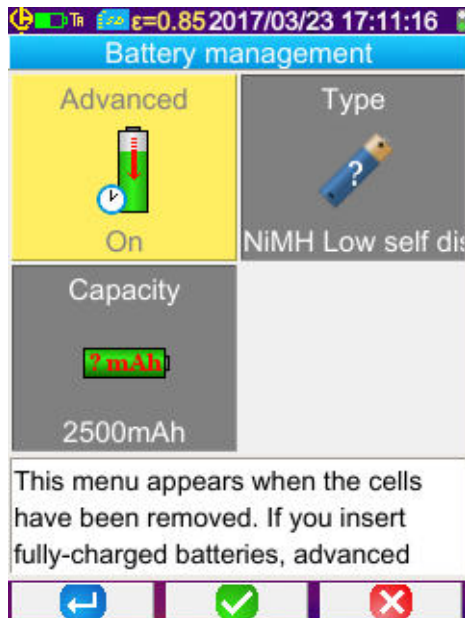 TA ε=0.85 2017/03/23 17:11:16
Battery management
Advanced
On
Type
?
NiMH Low self dis
Capacity
? mAh
2500mAh
This menu appears when the cells
have been removed. If you insert
fully-charged batteries, advanced